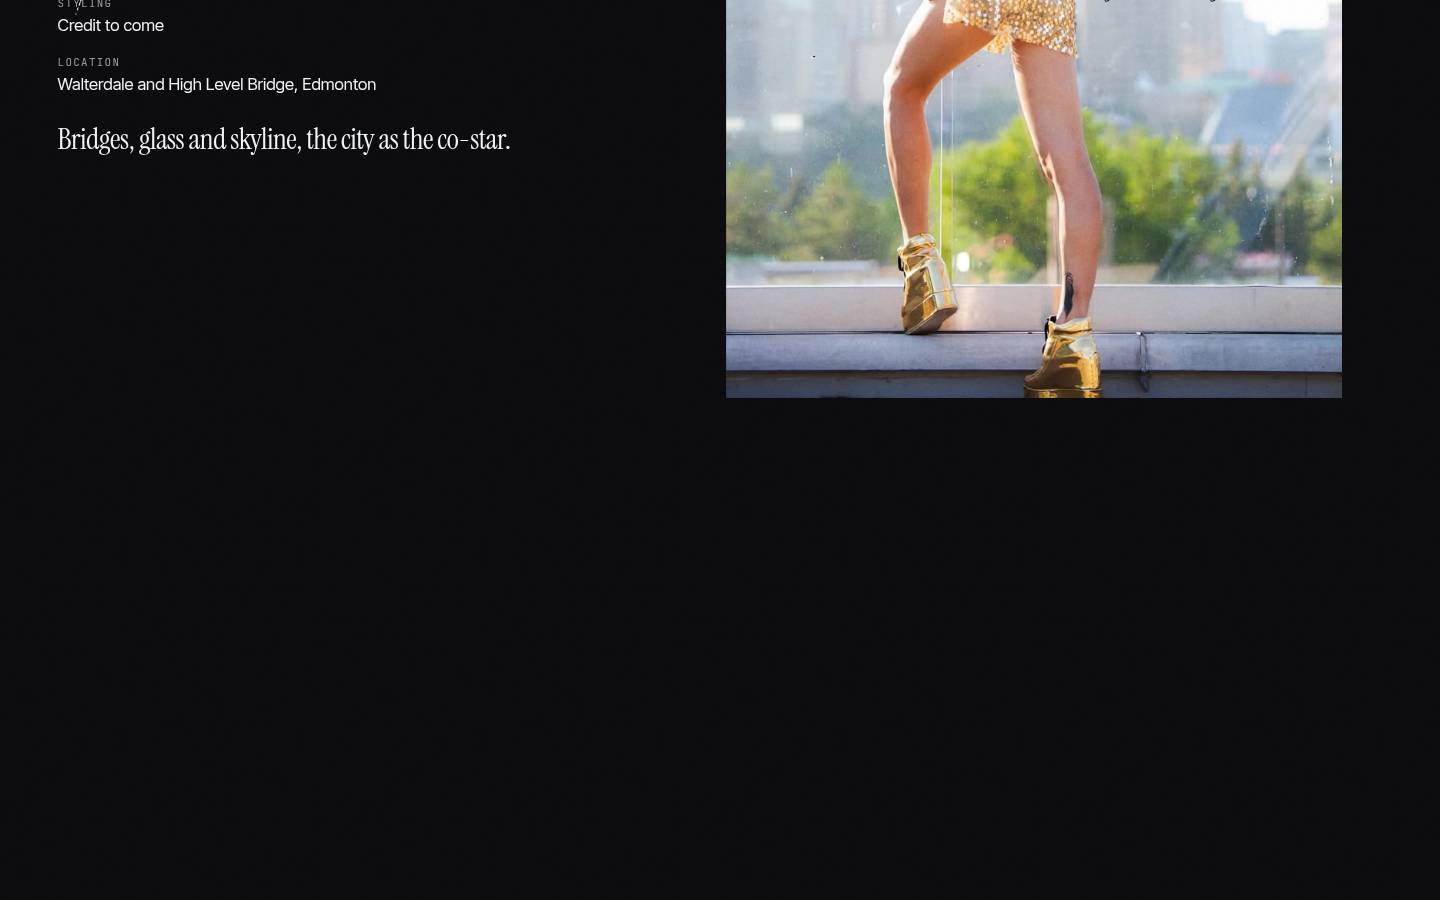 STYLING
Credit to come
LOCATION
Walterdale and High Level Bridge, Edmonton
Bridges, glass and skyline, the city as the co-star.